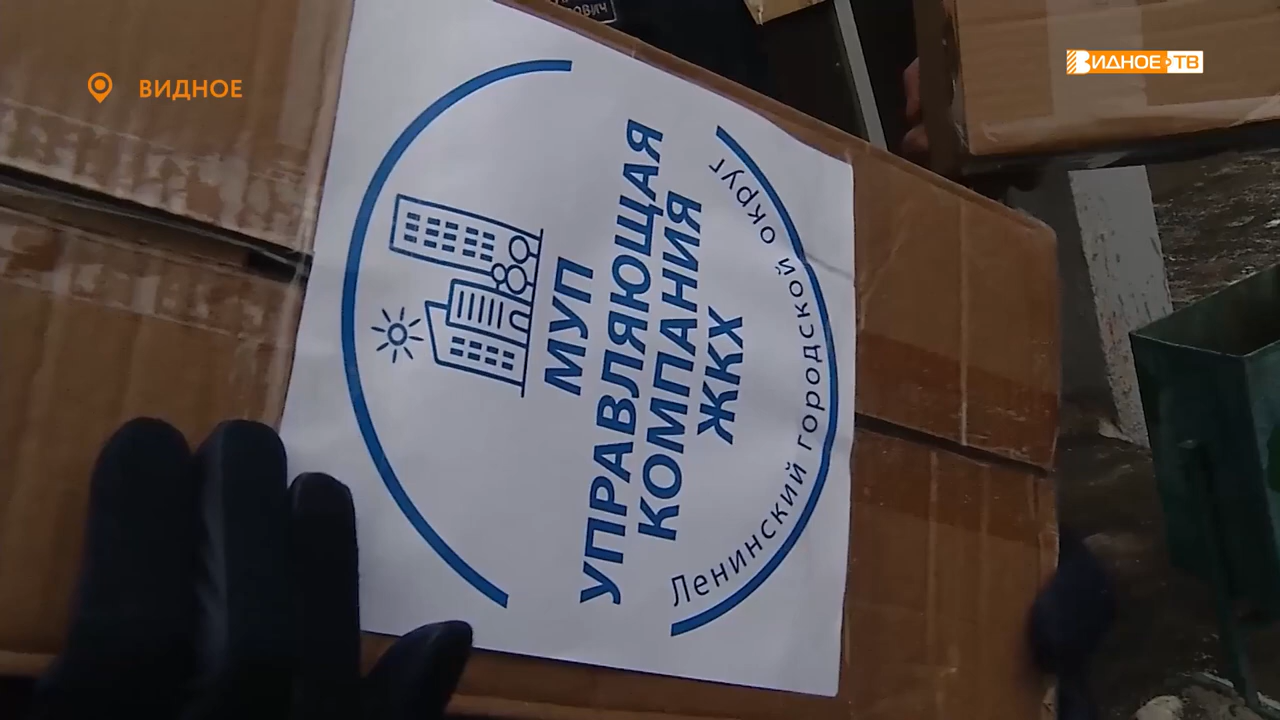 ВИДНОЕ
ВИДНОЕ ТВ
МУП
УПРАВЛЯЮЩАЯ
КОМПАНИЯ
ЖКХ
Ленинский городской округ